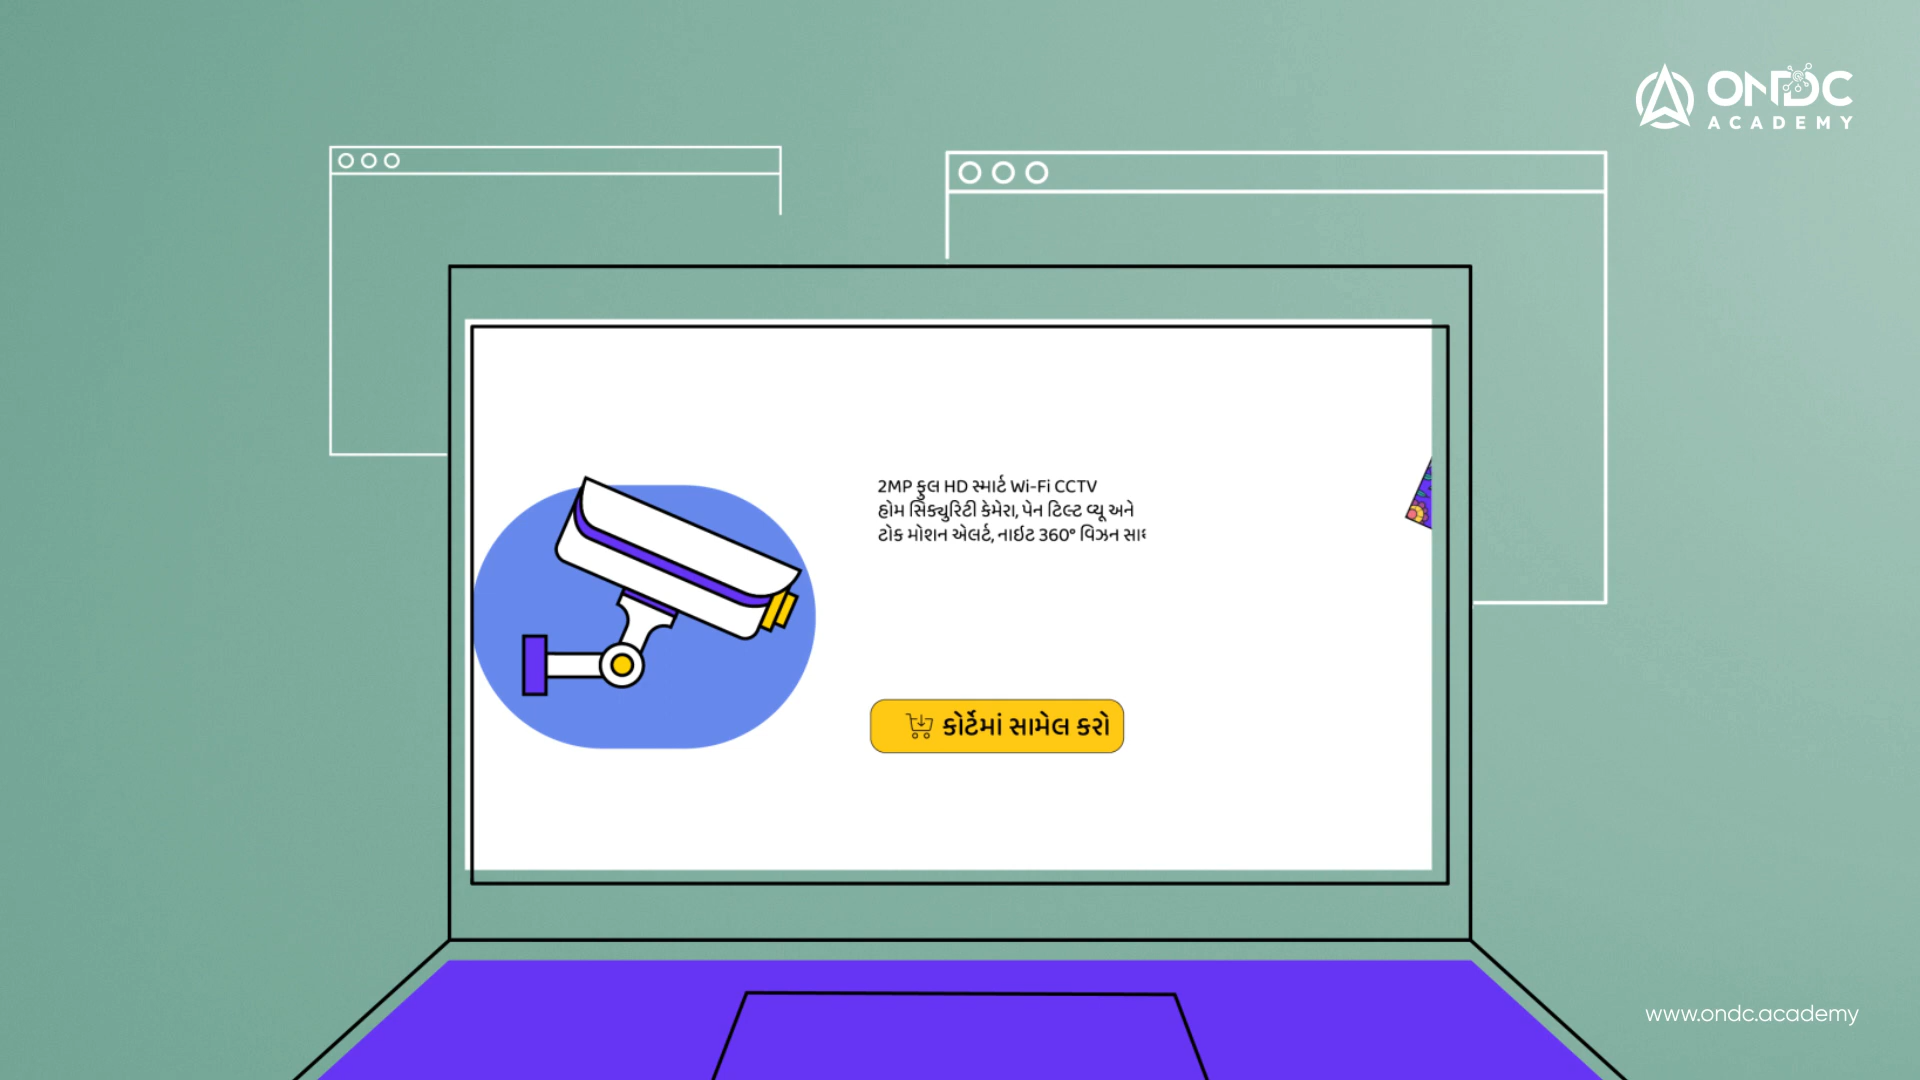 ONDC
ACADEMY
2MP ફુલ HD સ્માર્ટ Wi-Fi CCTV
હોમ સિક્યુરિટી કેમેરા, પેન ટિલ્ટ વ્યૂ અને
ટોક મોશન એલર્ટ, નાઈટ 360° વિઝન
કોર્ટમાં સામેલ કરો
www.ondc.academy